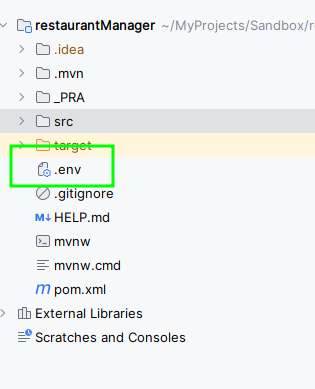 restaurantManager ~/MyProjects/Sandbox/r
.idea
.mvn
_PRA
src
target
.env
.gitignore
M↓ HELP.md
mvnw
mvnw.cmd
m pom.xml
External Libraries
Scratches and Consoles